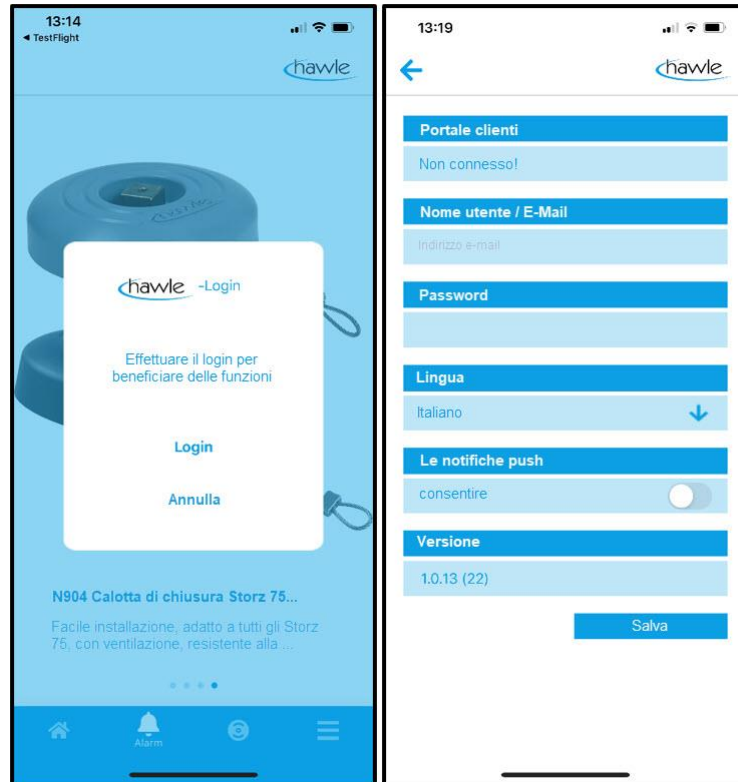 13:14
TestFlight
hawle
hawle -Login
Effettuare il login per
beneficiare delle funzioni
Login
Annulla
N904 Calotta di chiusura Storz 75...
Facile installazione, adatto a tutti gli Storz
75, con ventilazione, resistente alla ...
Alarm
13:19
hawle
Portale clienti
Non connesso!
Nome utente / E-Mail
Indirizzo e-mail
Password
Lingua
Italiano
Le notifiche push
consentire
Versione
1.0.13 (22)
Salva